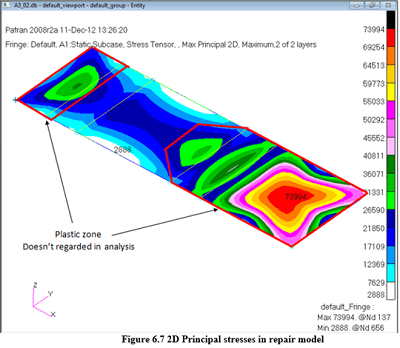 A3_02.db - default_viewport - default_group - Entity
Patran 2008r2a 11-Dec-12 13:26:20
Fringe: Default, A1:Static Subcase, Stress Tensor, , Max Principal 2D, Maximum,2 of 2 layers
73994
69254
64513
59773
55033
50292
45552
40811
36071
31331
26590
21850
17109
12369
7629
2888
2888
73994
Plastic zone
Doesn't regarded in analysis
Z
Y
X
default_Fringe :
Max 73994. @Nd 137
Min 2888. @Nd 656
Figure 6.7 2D Principal stresses in repair model